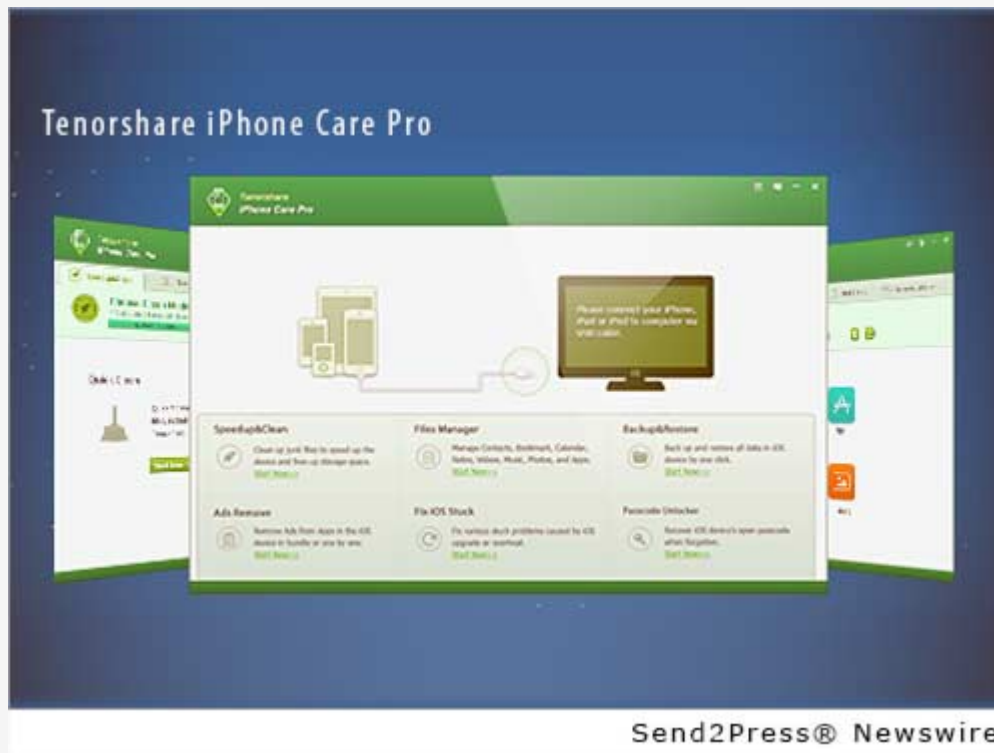 Tenorshare iPhone Care Pro
Tenorshare
iPhone Care Pro
Please connect your iPhone,
iPad or iPod to computer via
USB cable.
Quick Clean
Speedup&Clean
Clean up junk files to speed up the
device and free up storage space.
Start Now>>
Files Manager
Manage Contacts, Bookmark, Calendar,
Notes, Videos, Music, Photos, and Apps.
Start Now>>
Backup&Restore
Back up and restore all data in iOS
device by one click.
Start Now>>
Ads Remove
Remove Ads from Apps in the iOS
device in bundle or one by one.
Start Now>>
Fix iOS Stuck
Fix various stuck problems caused by iOS
upgrade or overheat.
Start Now>>
Passcode Unlocker
Recover iOS device's open passcode
when forgotten.
Start Now>>
Send2Press® Newswire